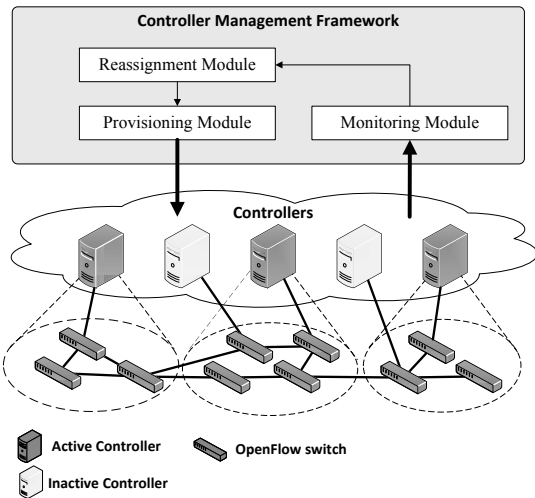 Controller Management Framework
Reassignment Module
Provisioning Module
Monitoring Module
Controllers
Active Controller
OpenFlow switch
Inactive Controller